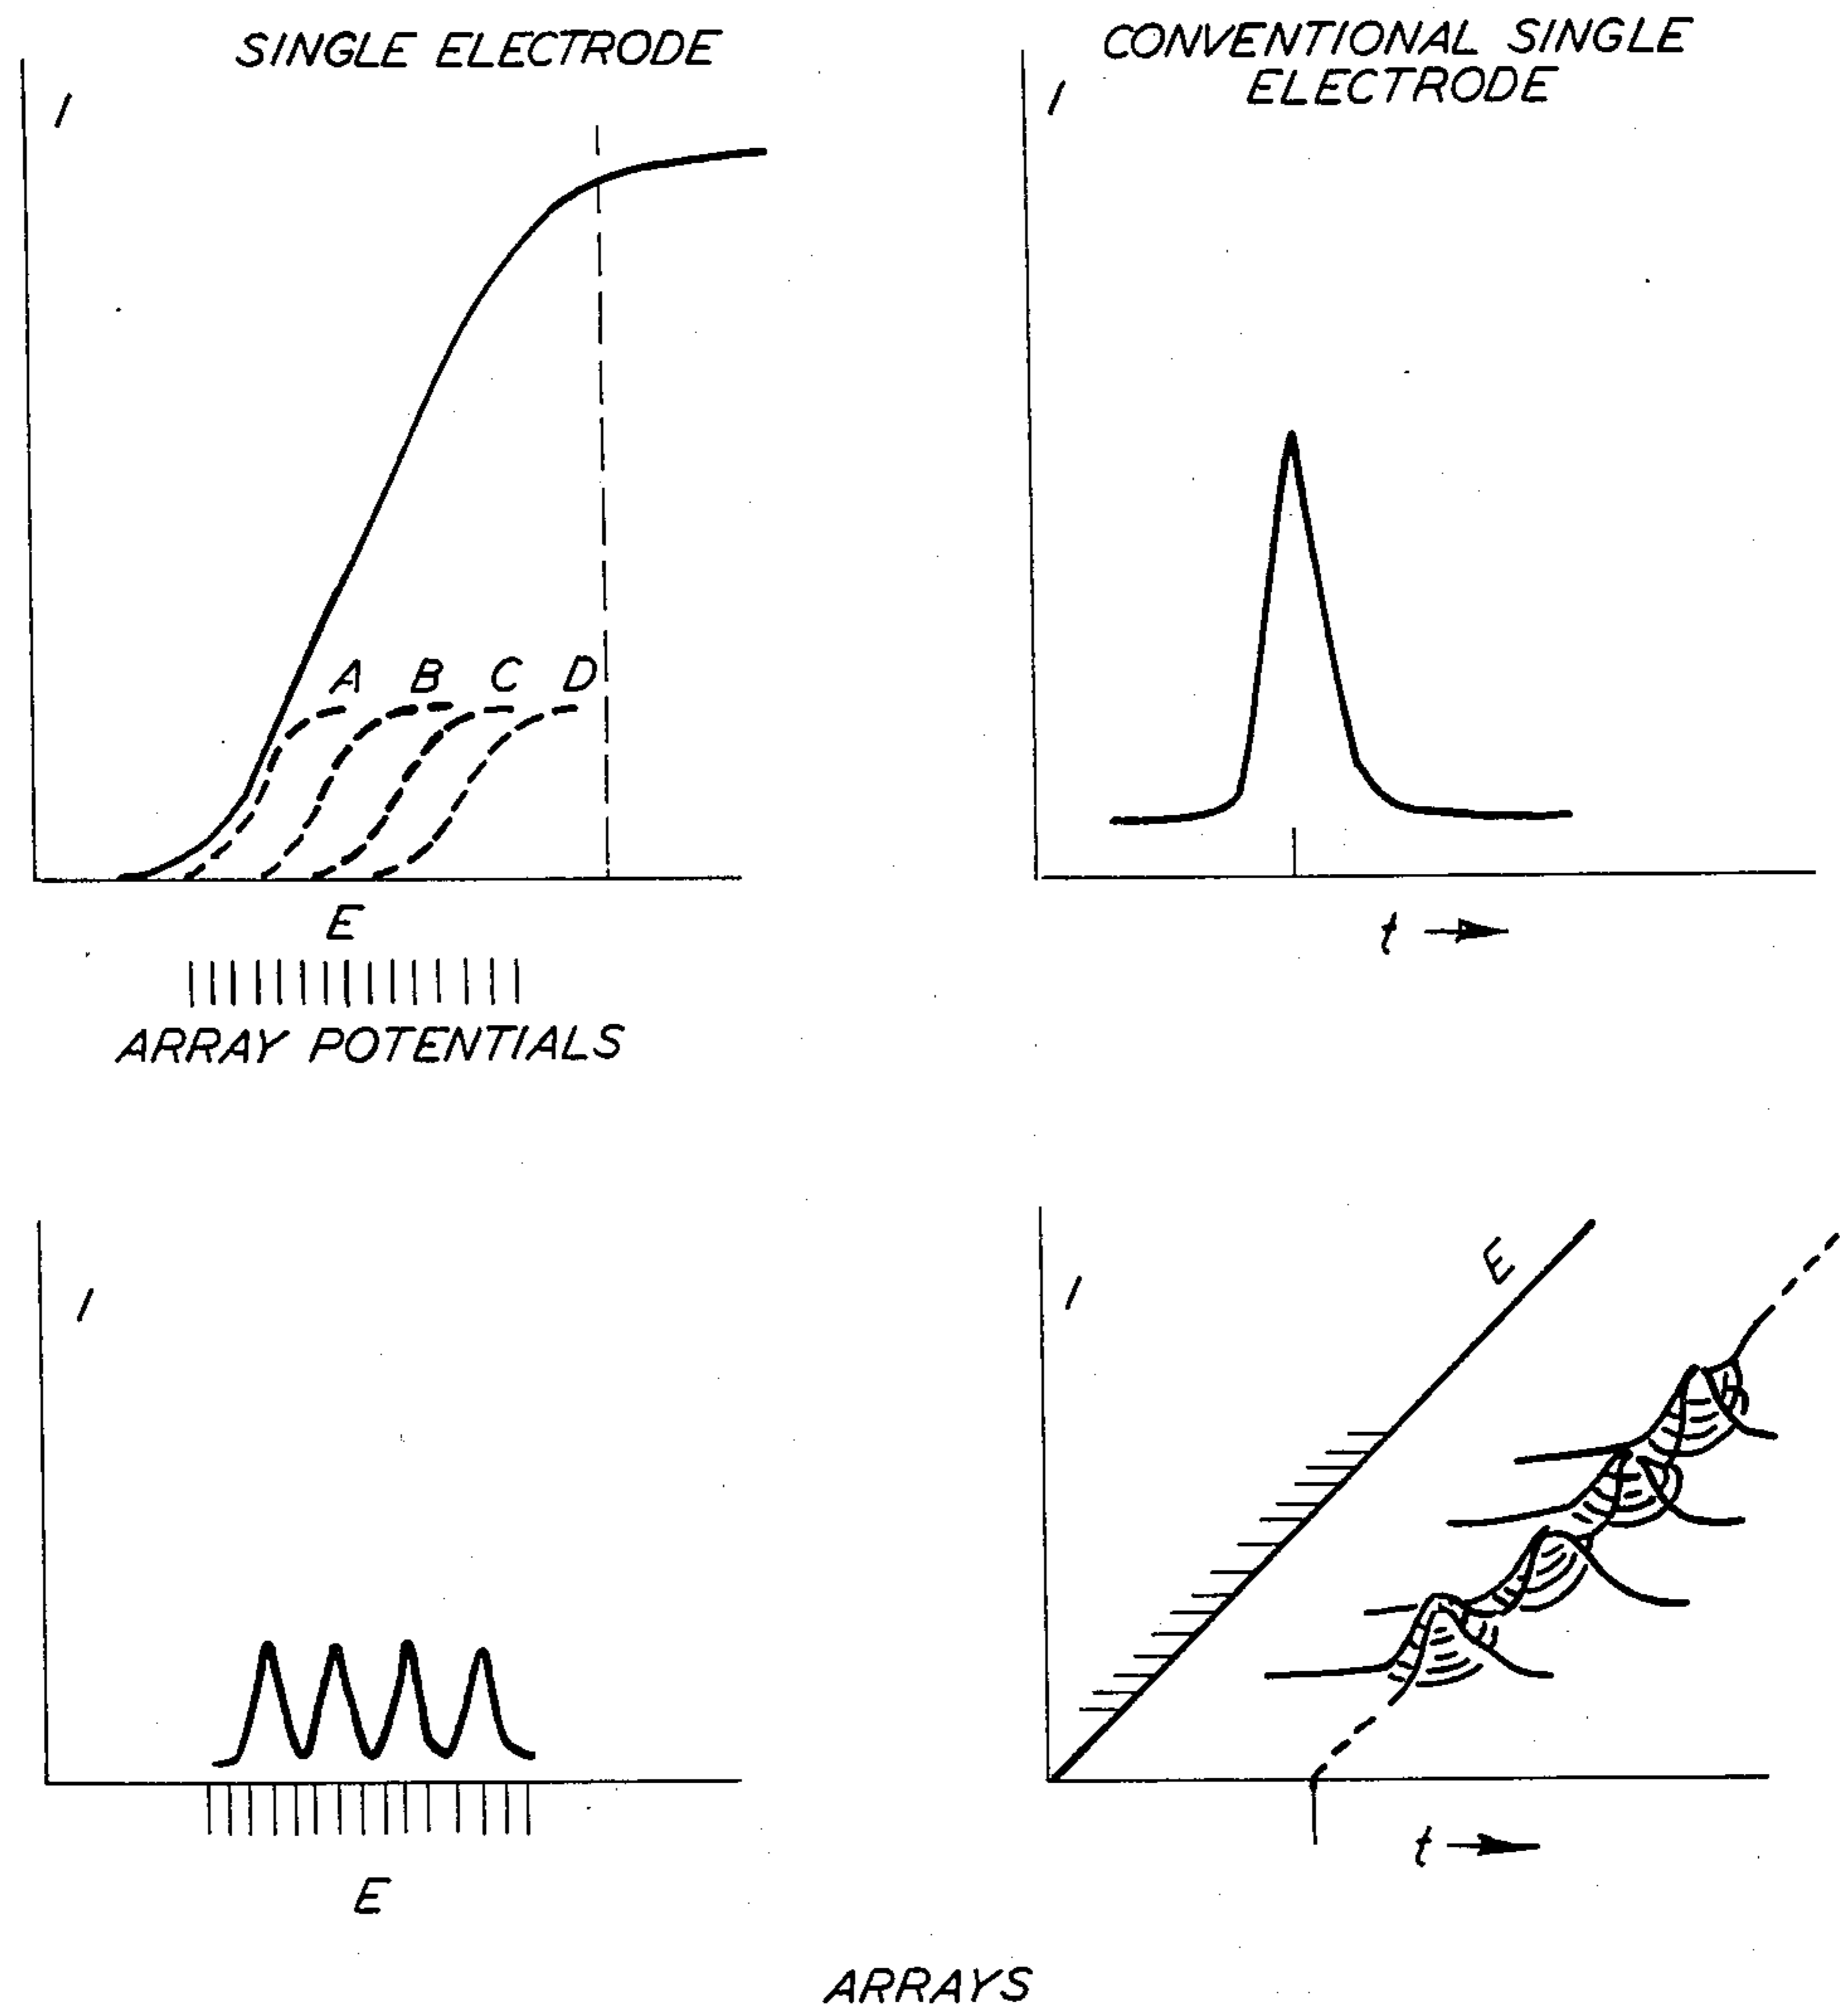 SINGLE ELECTRODE
I
A B C D
E
ARRAY POTENTIALS
CONVENTIONAL SINGLE
ELECTRODE
I
t
I
E
I
E
t
ARRAYS